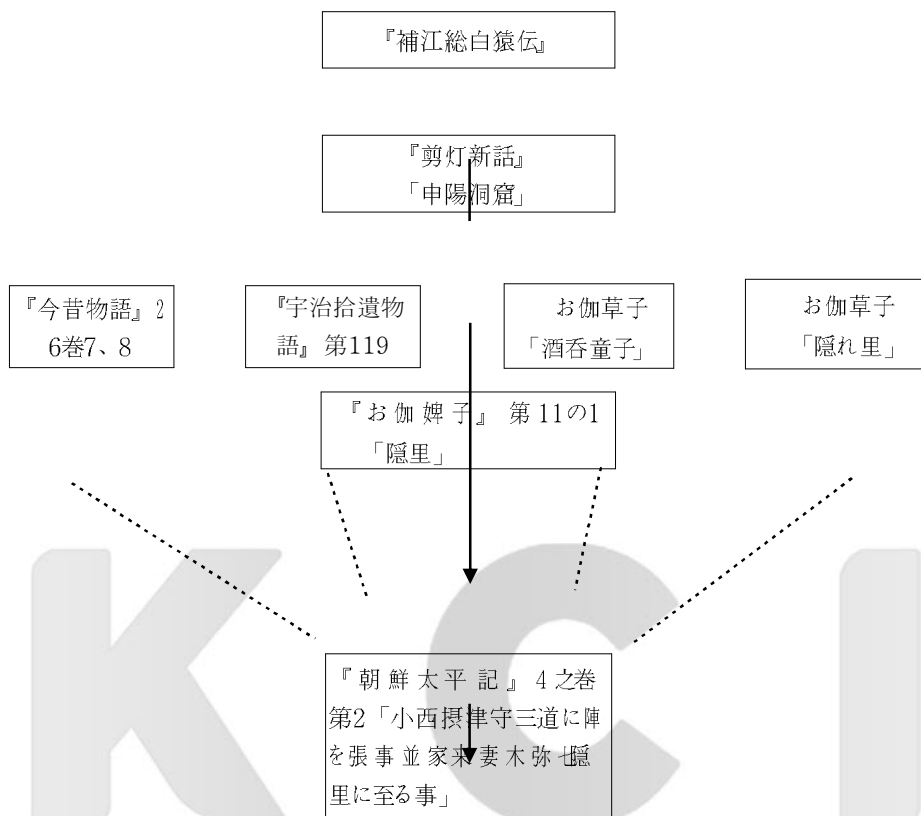 『補江総白猿伝』
『剪灯新話』
「申陽洞窟」
『今昔物語』2
6巻7、8
『宇治拾遺物
語』第119
お伽草子
「酒呑童子」
お伽草子
「隠れ里」
『お伽婢子』 第11の1
「隠里」
『朝鮮太平記』4之巻
第2「小西摂津守三道に陣
を張事並家来妻木弥七隠
里に至る事」
KCI